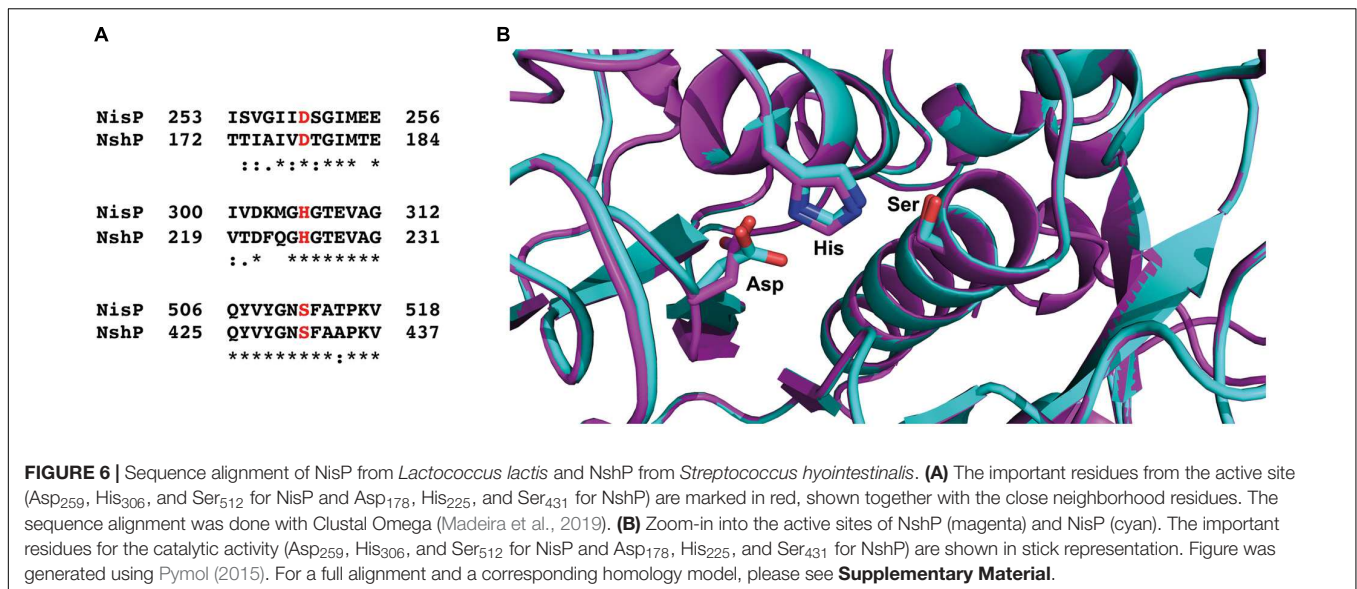 A
B
NisP 253 ISVGIIDSGIMEE 256
NshP 172 TTIAIVDTGIMTE 184
::.*:*:*** *
NisP 300 IVDKMGHGTEVAG 312
NshP 219 VTDFQGHGTEVAG 231
:.* ********
NisP 506 QYVYGNSFATPKV 518
NshP 425 QYVYGNSFAAPKV 437
*********:***
Ser
His
Asp
FIGURE 6 | Sequence alignment of NisP from Lactococcus lactis and NshP from Streptococcus hyointestinalis. (A) The important residues from the active site
(Asp259, His306, and Ser512 for NisP and Asp178, His225, and Ser431 for NshP) are marked in red, shown together with the close neighborhood residues. The
sequence alignment was done with Clustal Omega (Madeira et al., 2019). (B) Zoom-in into the active sites of NshP (magenta) and NisP (cyan). The important
residues for the catalytic activity (Asp259, His306, and Ser512 for NisP and Asp178, His225, and Ser431 for NshP) are shown in stick representation. Figure was
generated using Pymol (2015). For a full alignment and a corresponding homology model, please see Supplementary Material.